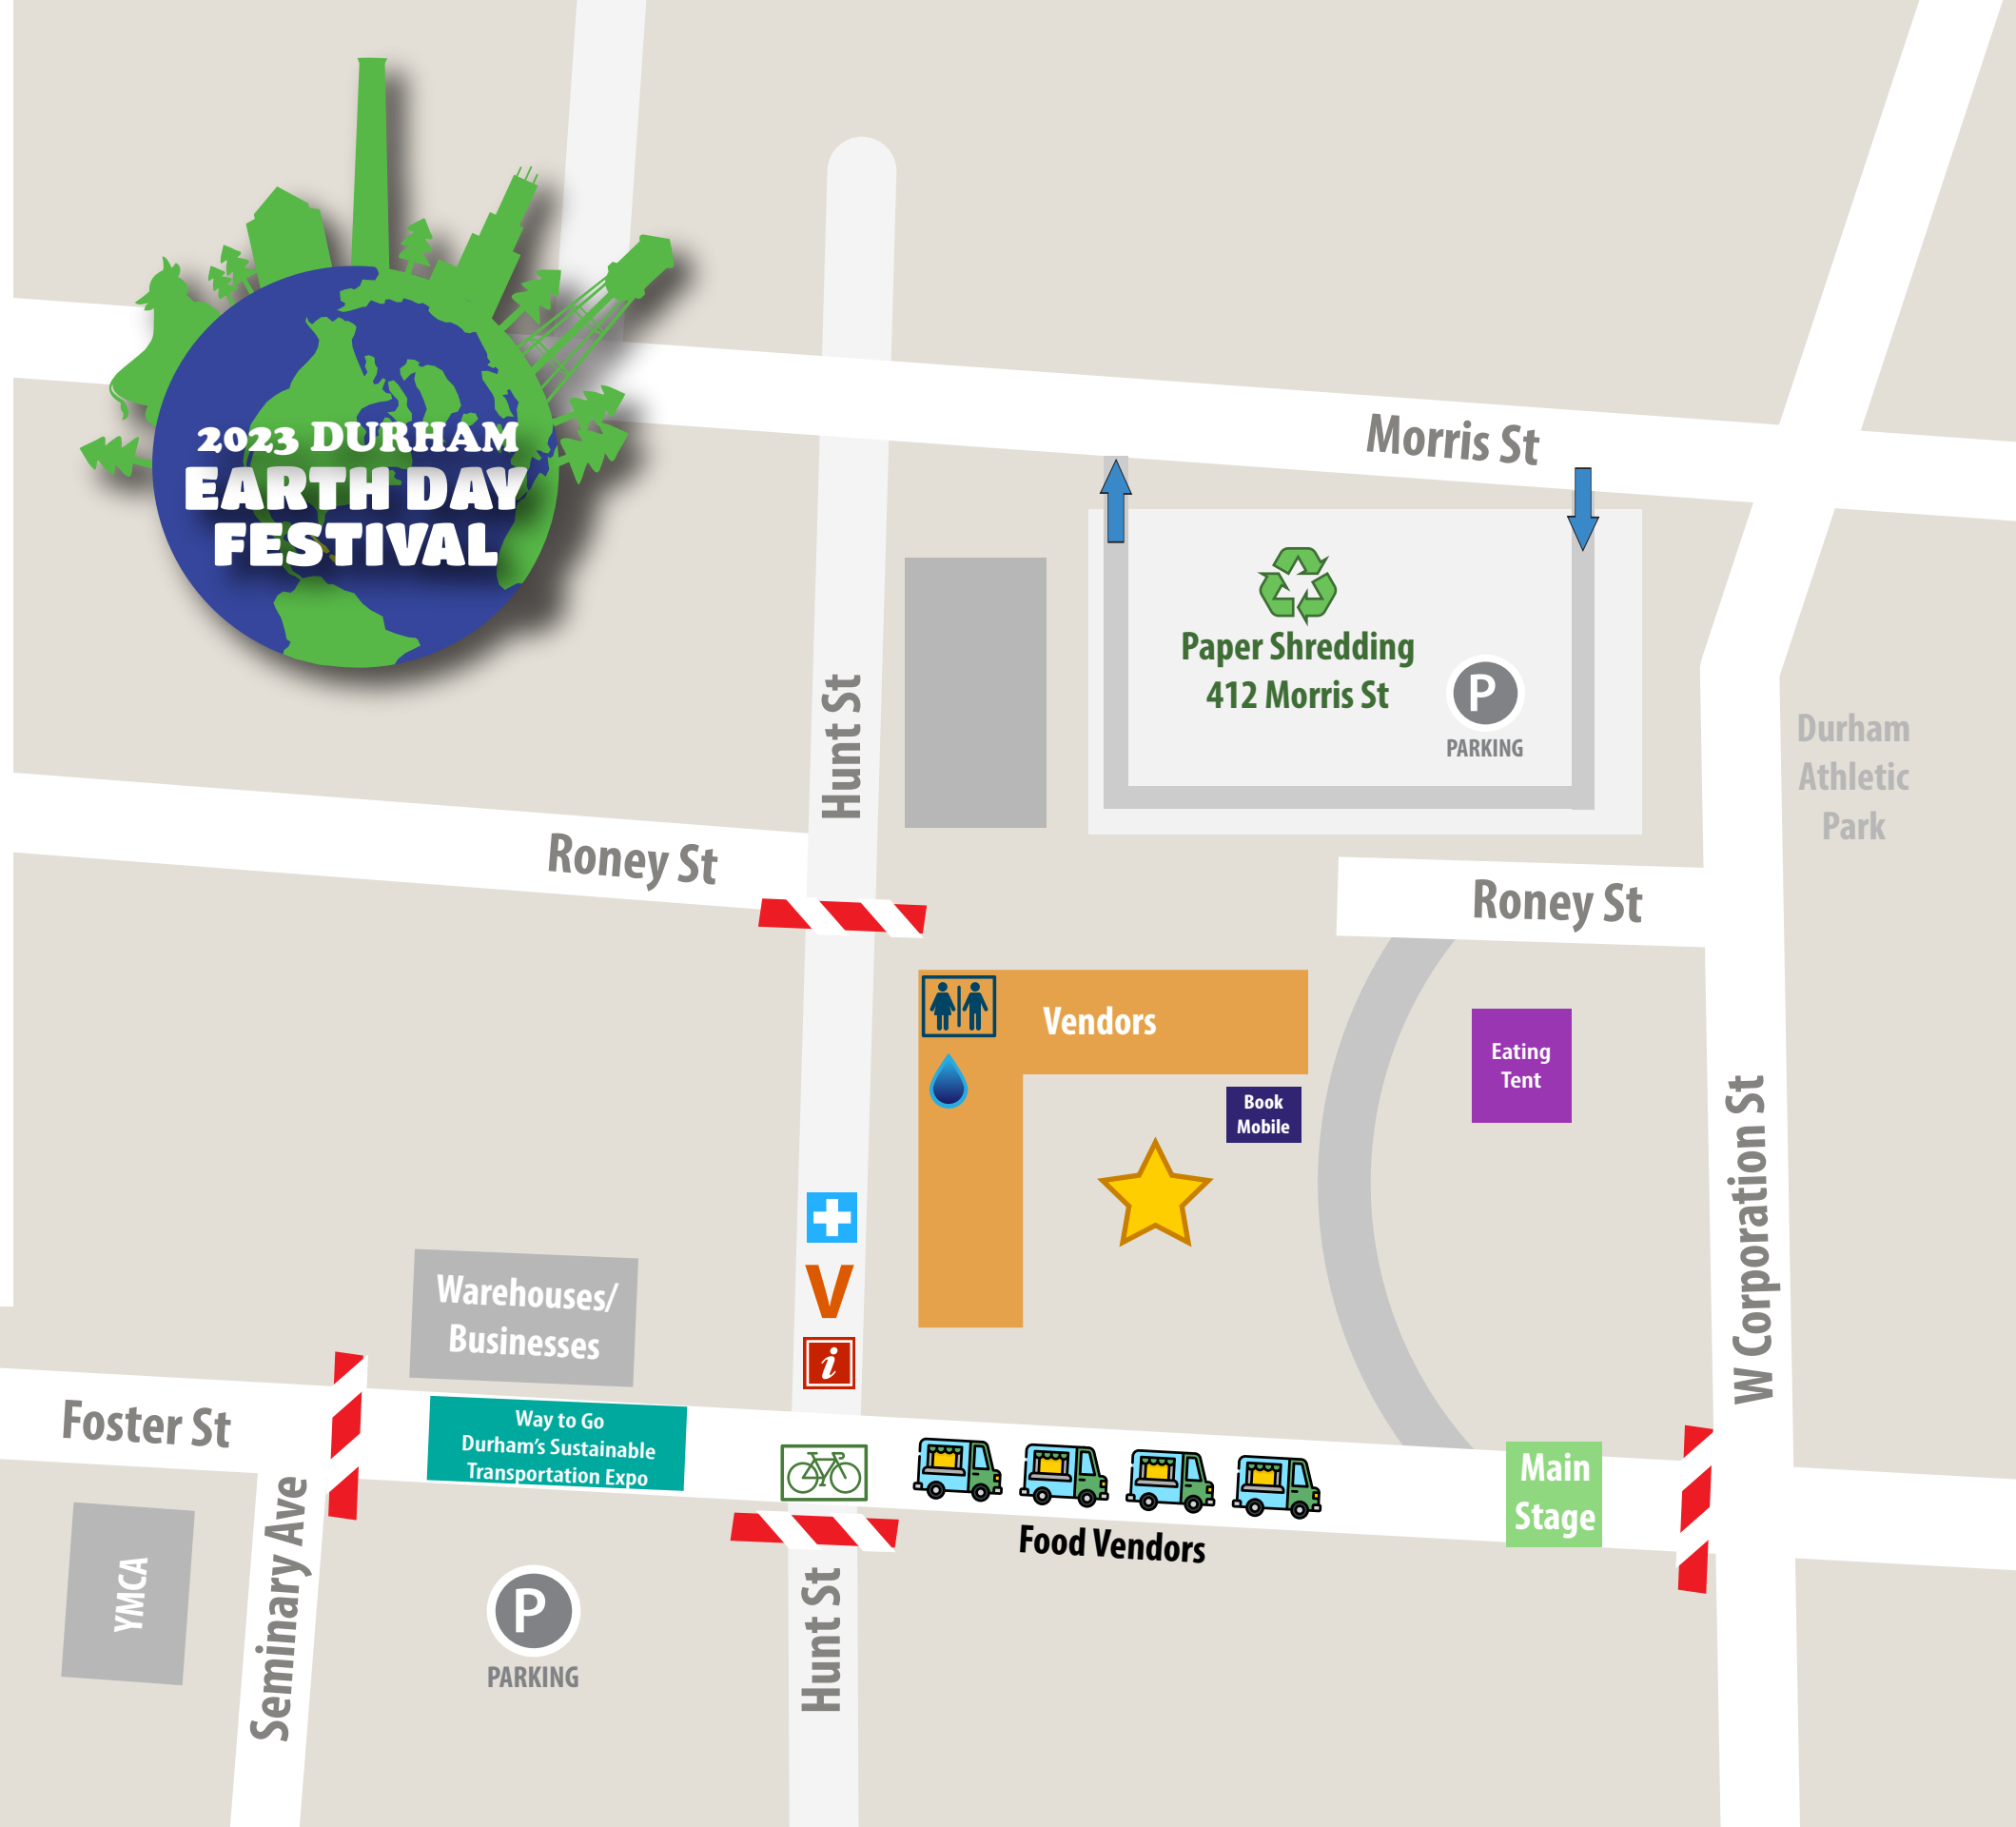 2023 DURHAM
EARTH DAY
FESTIVAL
Morris St
Paper Shredding
412 Morris St
P
PARKING
Hunt St
Durham
Athletic
Park
Roney St
Roney St
Vendors
Eating
Tent
Book
Mobile
W Corporation St
V
i
Warehouses/
Businesses
Foster St
Way to Go
Durham's Sustainable
Transportation Expo
Main
Stage
Food Vendors
YMCA
Seminary Ave
P
PARKING
Hunt St